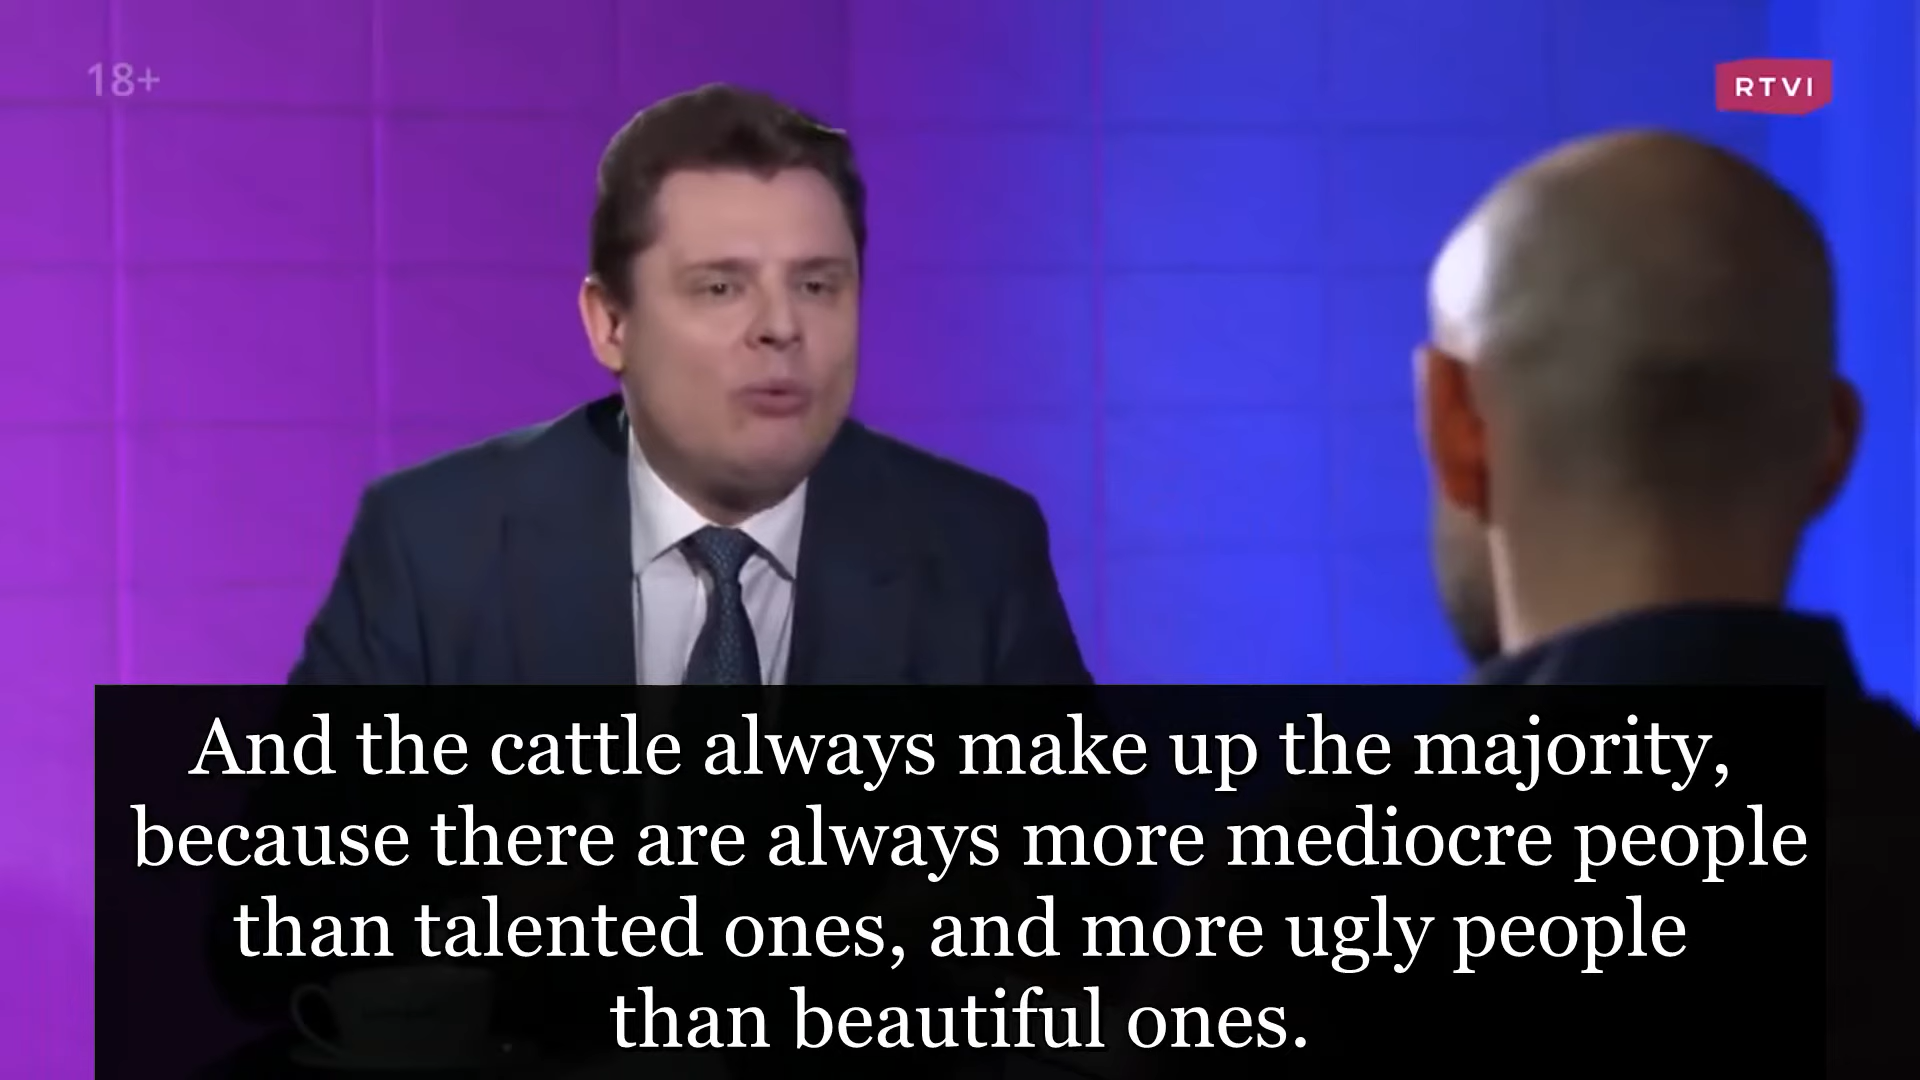 18+
RTVI
And the cattle always make up the majority,
because there are always more mediocre people
than talented ones, and more ugly people
than beautiful ones.